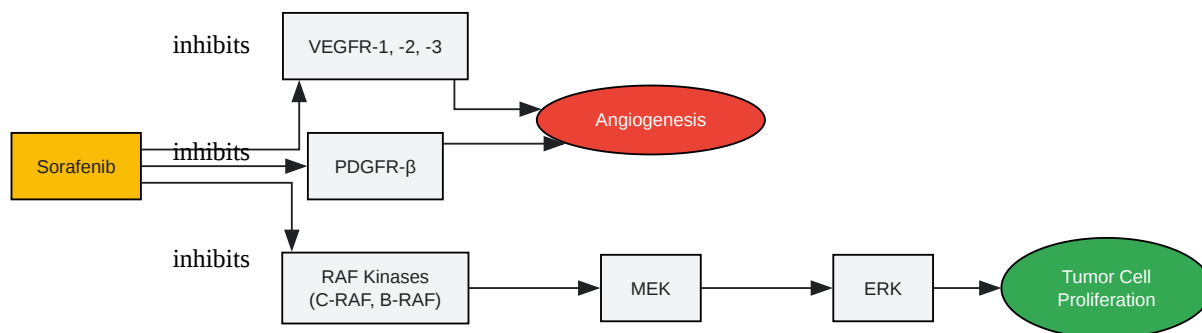 inhibits
VEGFR-1, -2, -3
Angiogenesis
Sorafenib
inhibits
PDGFR-β
inhibits
RAF Kinases
(C-RAF, B-RAF)
MEK
ERK
Tumor Cell
Proliferation